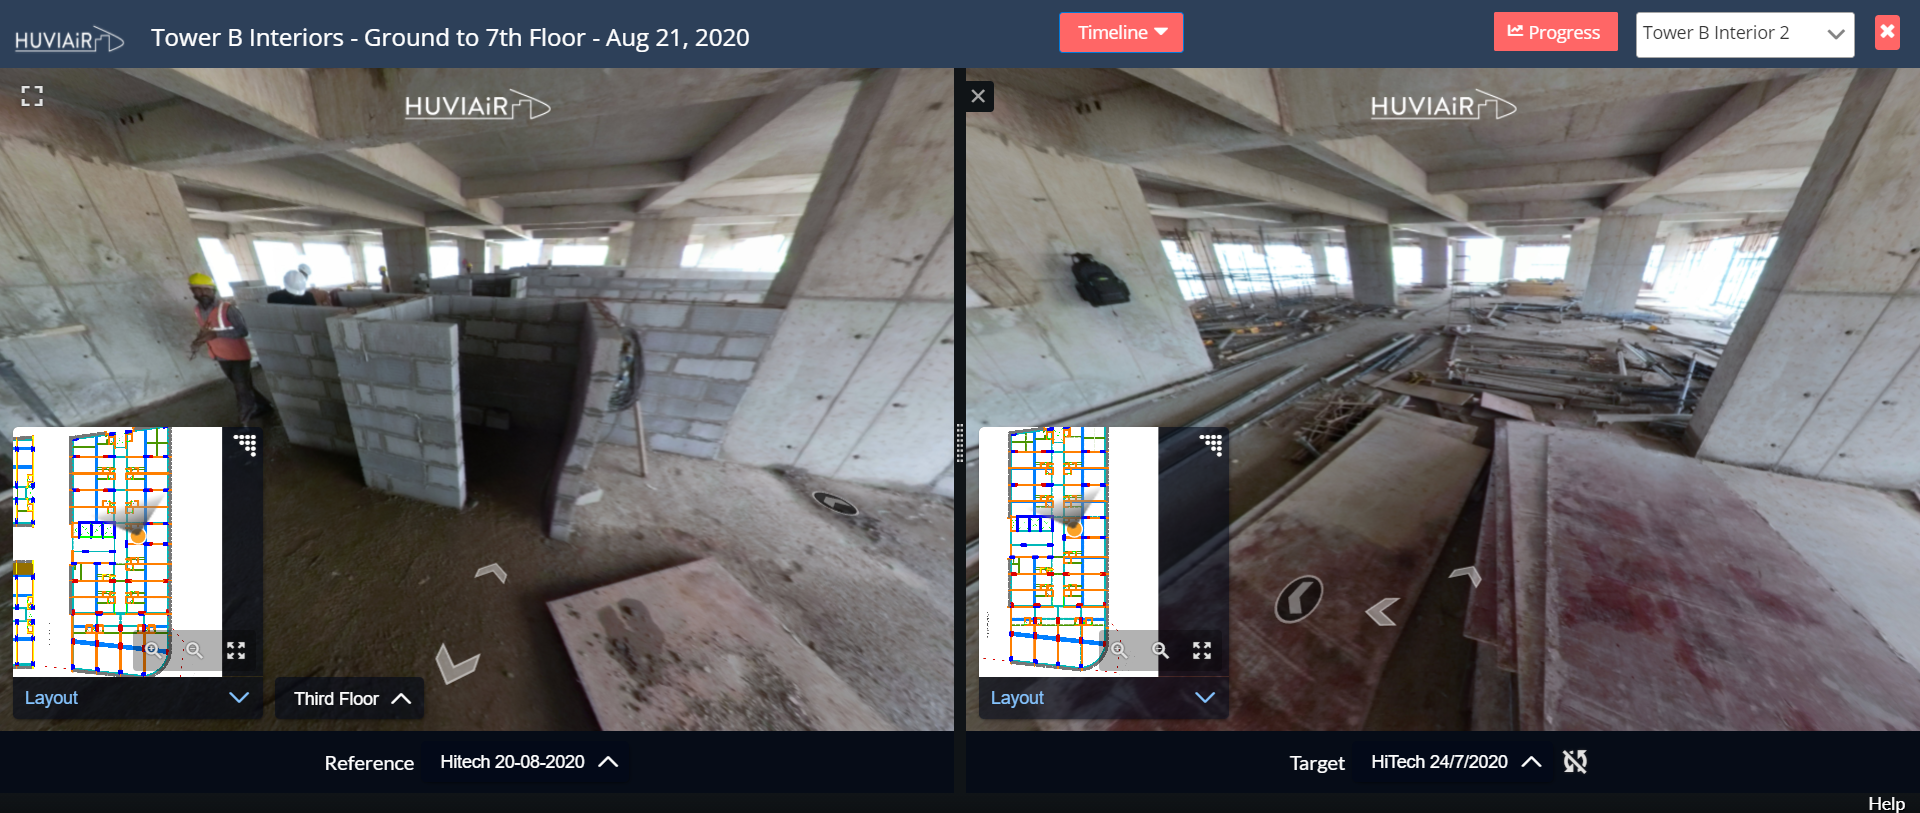 HUVIAiR
Tower B Interiors - Ground to 7th Floor - Aug 21, 2020
Timeline
Progress
Tower B Interior 2
HUVIAiR
HUVIAiR
Layout
Third Floor
Layout
Reference
Hitech 20-08-2020
Target
HiTech 24/7/2020
Help